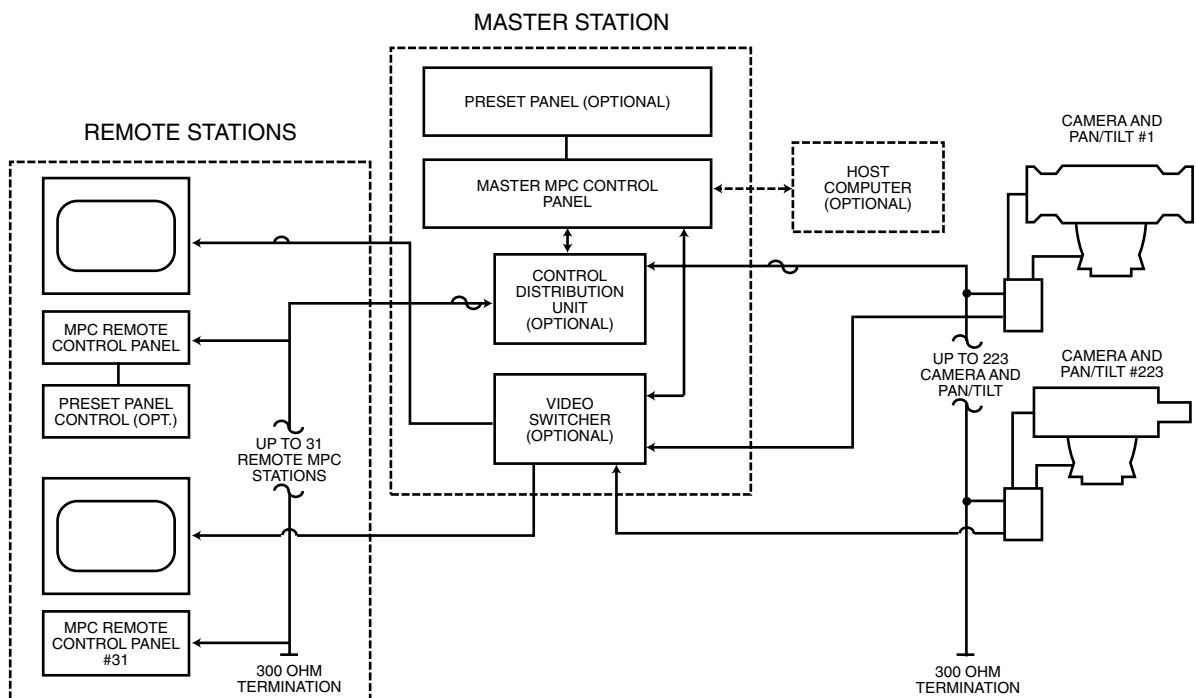 MASTER STATION
PRESET PANEL (OPTIONAL)
MASTER MPC CONTROL
PANEL
CONTROL
DISTRIBUTION
UNIT
(OPTIONAL)
VIDEO
SWITCHER
(OPTIONAL)
REMOTE STATIONS
MPC REMOTE
CONTROL PANEL
PRESET PANEL
CONTROL (OPT.)
UP TO 31
REMOTE MPC
STATIONS
MPC REMOTE
CONTROL PANEL
#31
300 OHM
TERMINATION
HOST
COMPUTER
(OPTIONAL)
CAMERA AND
PAN/TILT #1
UP TO 223
CAMERA AND
PAN/TILT
CAMERA AND
PAN/TILT #223
300 OHM
TERMINATION